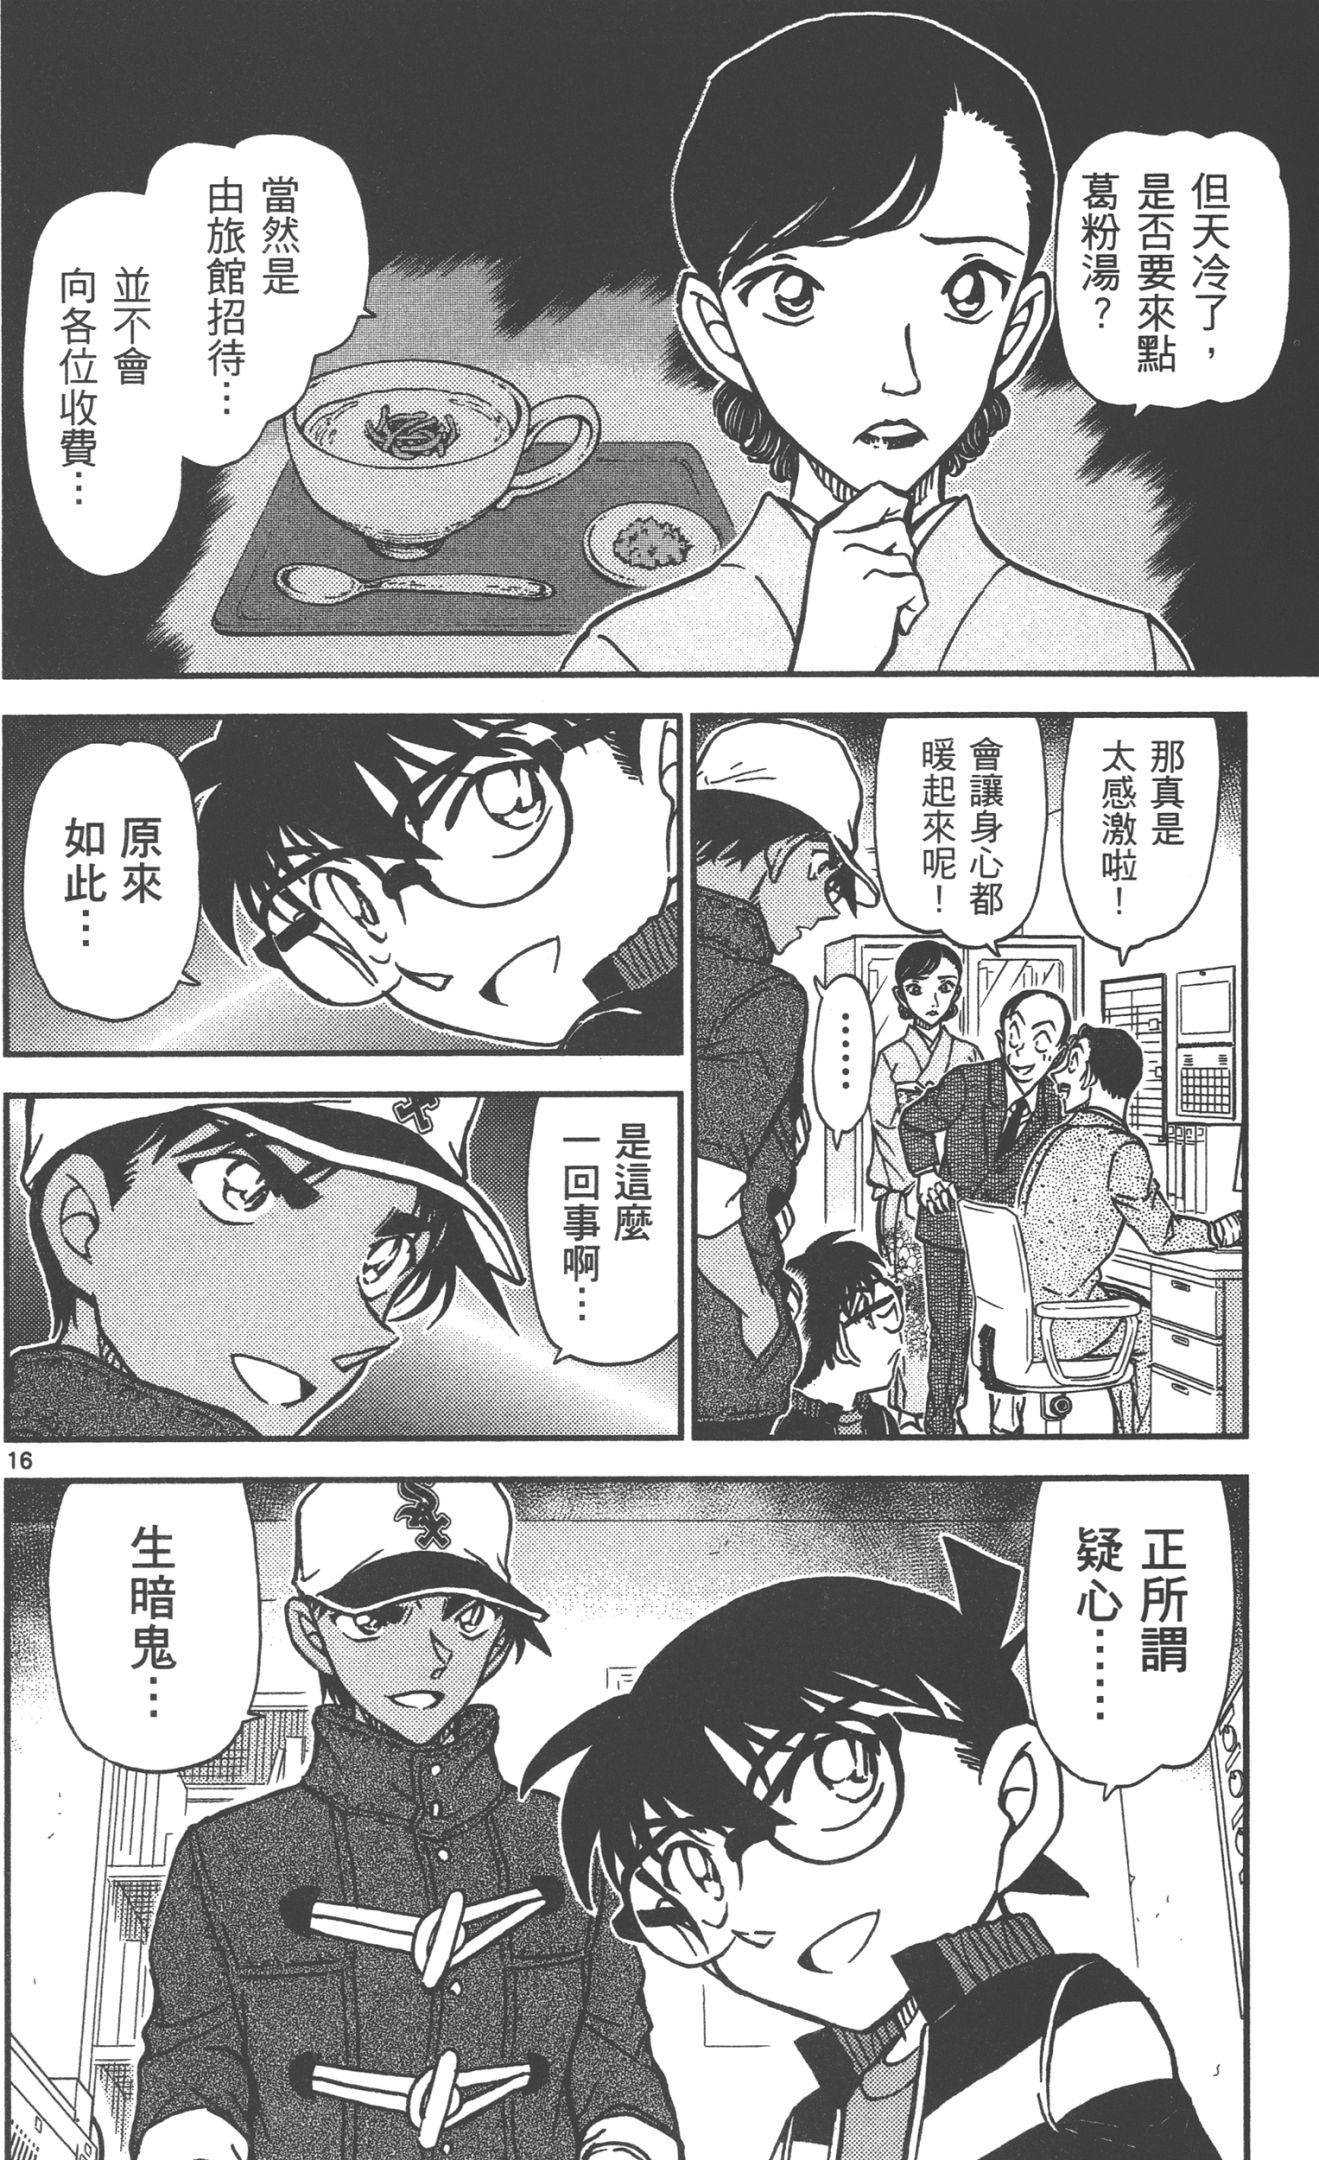 但天冷了，
是否要來點
葛粉湯？
當然是
由旅館招待…
並不會
向各位收費…
那真是
太感激啦！
會讓身心都
暖起來呢！
……
原來
如此…
是這麼
一回事啊…
16
正所謂
疑心……
生暗鬼…
Sox